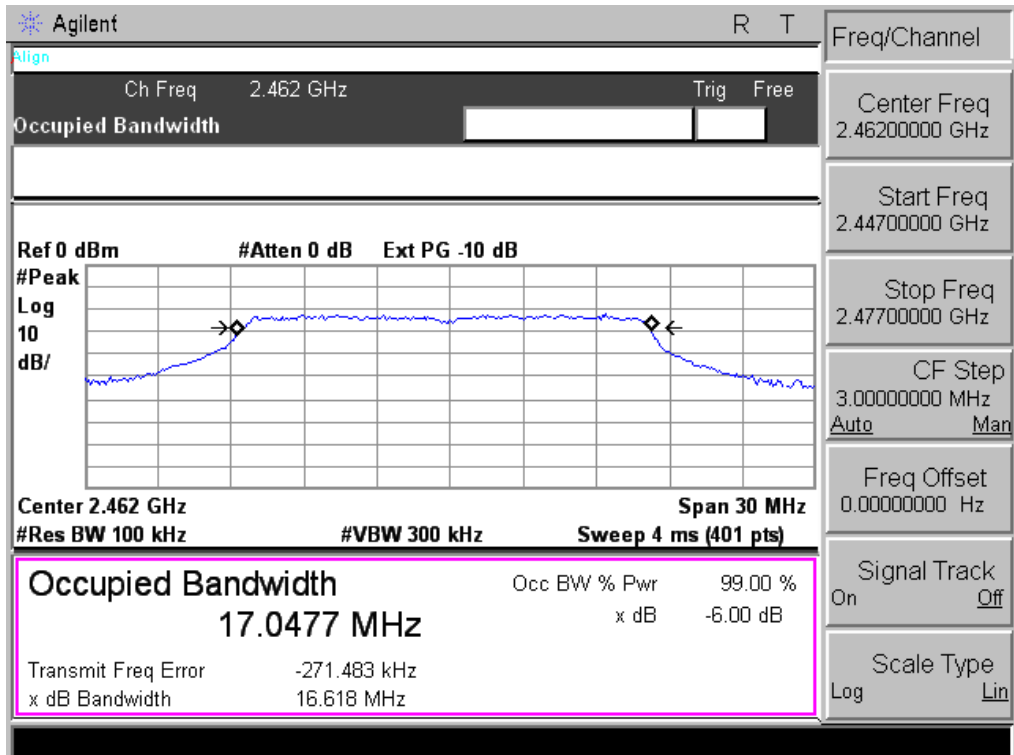 Agilent
R T
Align
Ch Freq 2.462 GHz Trig Free
Occupied Bandwidth
Ref 0 dBm #Atten 0 dB Ext PG -10 dB
#Peak
Log
10
dB/
Center 2.462 GHz Span 30 MHz
#Res BW 100 kHz #VBW 300 kHz Sweep 4 ms (401 pts)
Occupied Bandwidth
17.0477 MHz
Occ BW % Pwr 99.00 %
x dB -6.00 dB
Transmit Freq Error -271.483 kHz
x dB Bandwidth 16.618 MHz
Freq/Channel
Center Freq
2.46200000 GHz
Start Freq
2.44700000 GHz
Stop Freq
2.47700000 GHz
CF Step
3.00000000 MHz
Auto Man
Freq Offset
0.00000000 Hz
Signal Track
On Off
Scale Type
Log Lin